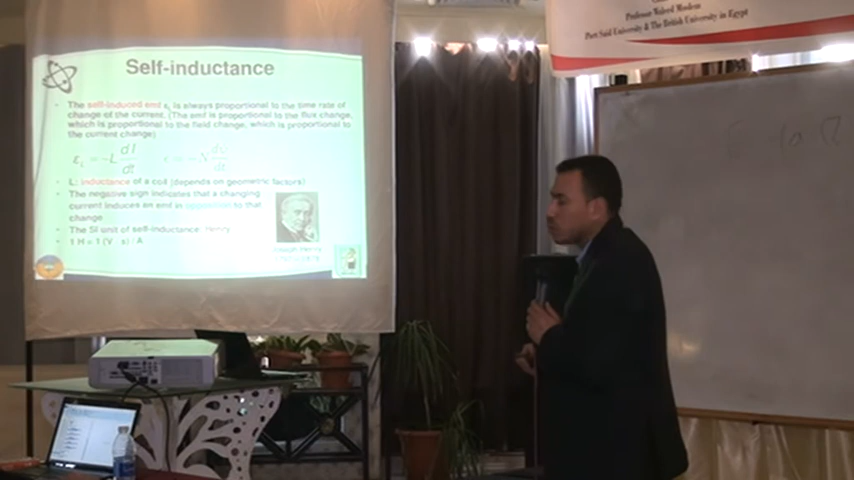 Professor Waleed Moslem
Port Said University & The British University in Egypt
Self-inductance
• The self-induced emf εL is always proportional to the time rate of
change of the current. (The emf is proportional to the flux change,
which is proportional to the field change, which is proportional to
the current change)
εL = -L dI/dt
• L: inductance of a coil (depends on geometric factors)
• The negative sign indicates that a changing
current induces an emf in opposition to that
change
• The SI unit of self-inductance: Henry
• 1 H = 1 (V · s) / A
Joseph Henry